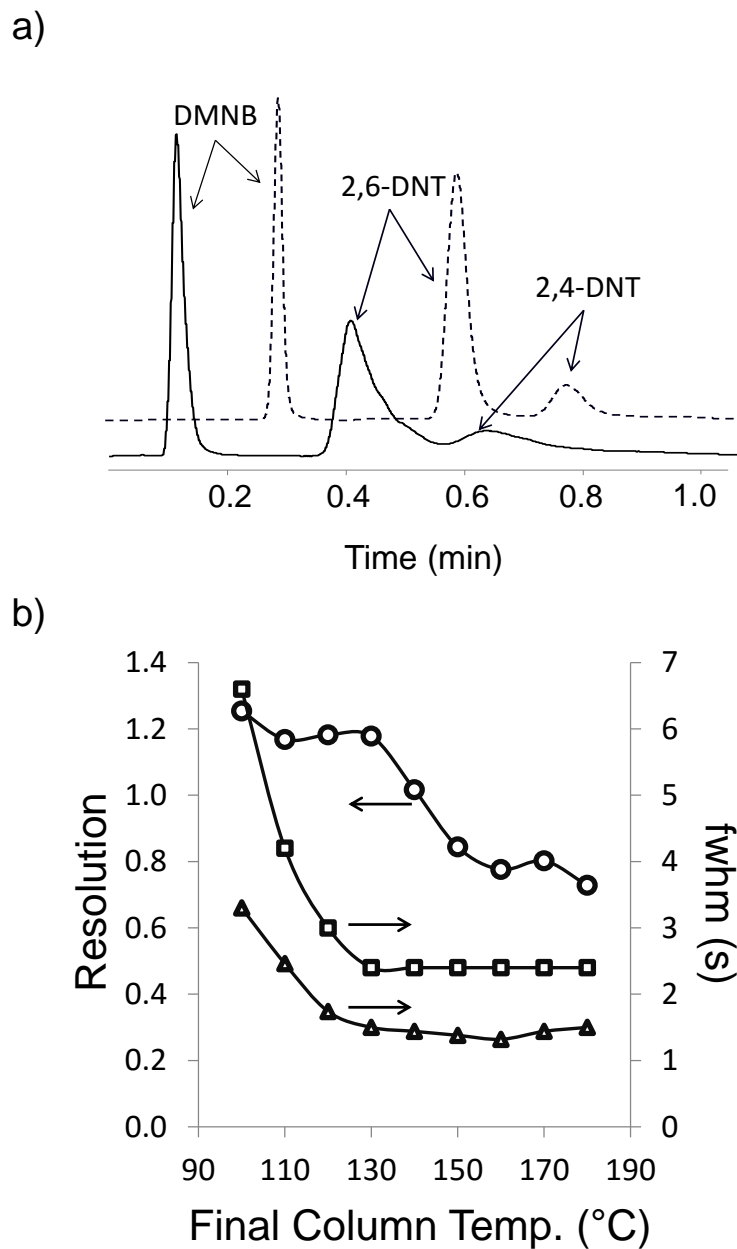 a)
DMNB
2,6-DNT
2,4-DNT
0.2 0.4 0.6 0.8 1.0
Time (min)
b)
1.4
1.2
1.0
0.8
0.6
0.4
0.2
0.0
Resolution
7
6
5
4
3
2
1
0
fwhm (s)
90 110 130 150 170 190
Final Column Temp. (°C)